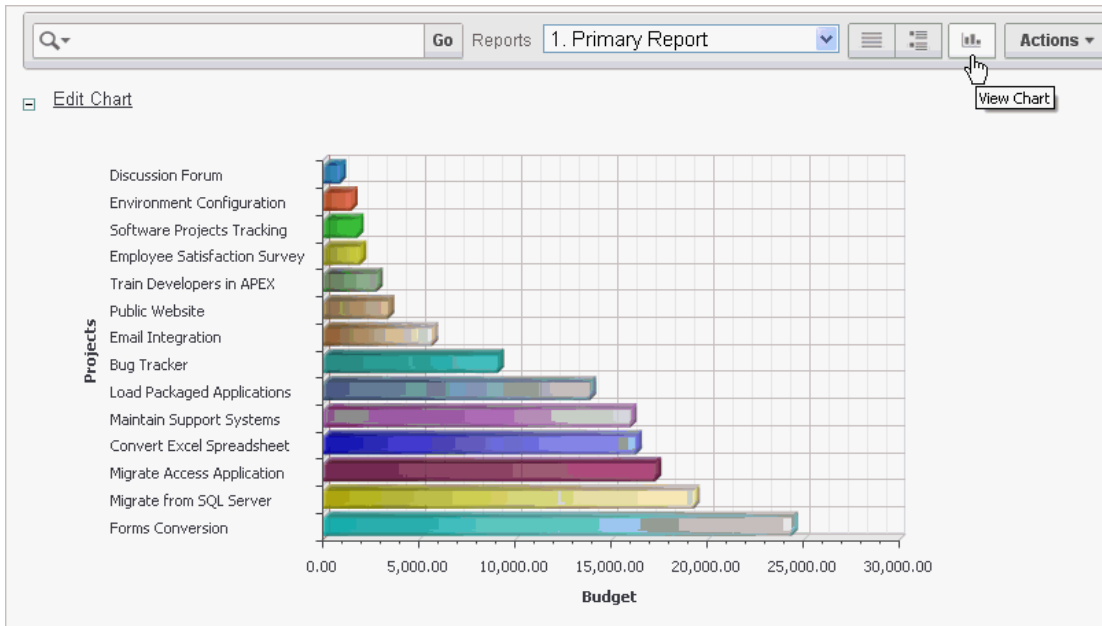 Go Reports 1. Primary Report Actions
View Chart
Edit Chart
Discussion Forum
Environment Configuration
Software Projects Tracking
Employee Satisfaction Survey
Train Developers in APEX
Public Website
Email Integration
Bug Tracker
Load Packaged Applications
Maintain Support Systems
Convert Excel Spreadsheet
Migrate Access Application
Migrate from SQL Server
Forms Conversion
Projects
0.00 5,000.00 10,000.00 15,000.00 20,000.00 25,000.00 30,000.00
Budget